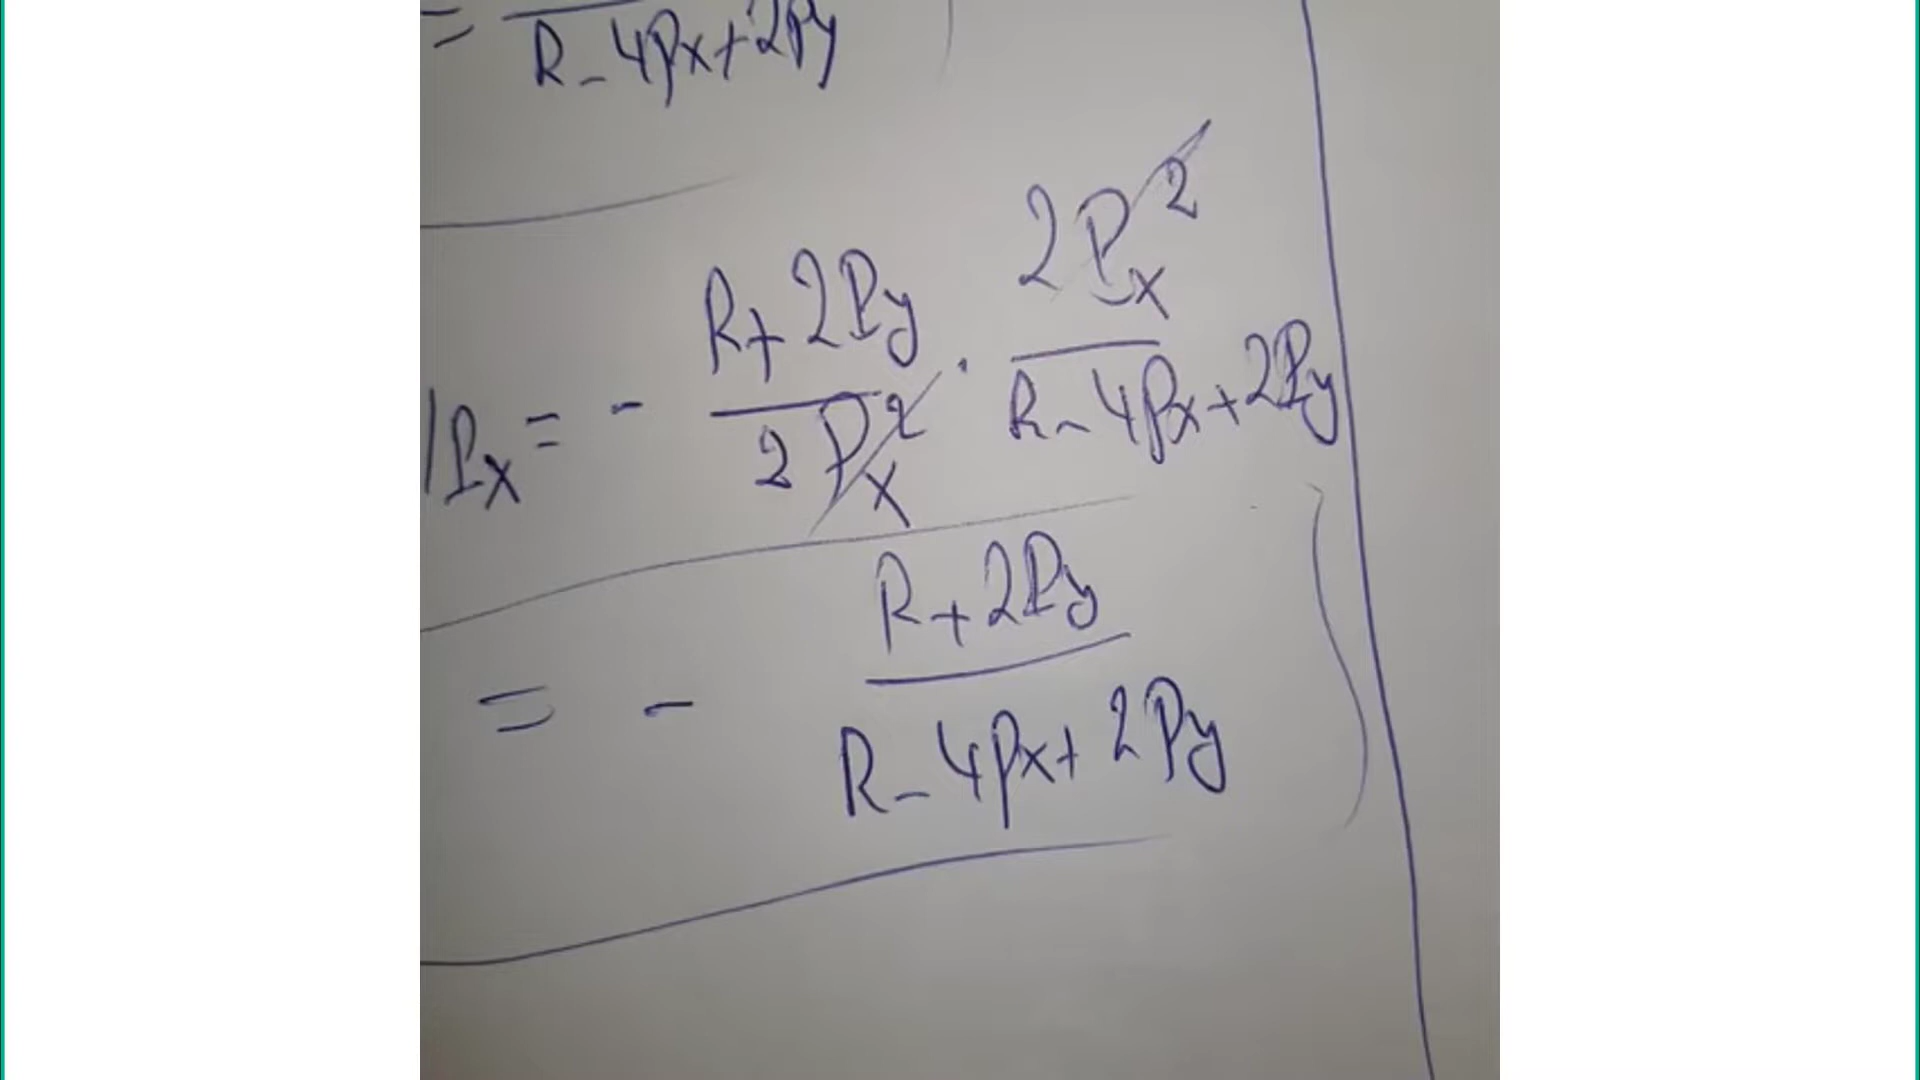 = / R - 4Px + 2Py
/Px = - (R + 2Py) / (2Px²) · (2Px²) / (R - 4Px + 2Py)
= - (R + 2Py) / (R - 4Px + 2Py)